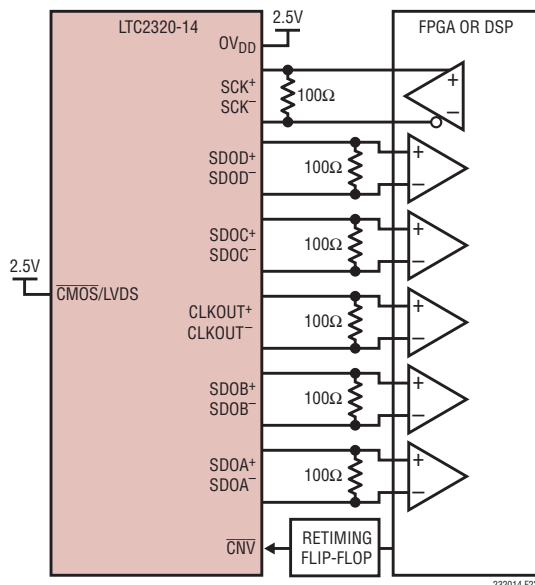 LTC2320-14
2.5V
FPGA OR DSP
OVDD
SCK+
SCK–
100Ω
+
–
SDOD+
SDOD–
100Ω
+
–
SDOC+
SDOC–
100Ω
+
–
2.5V
CMOS/LVDS
CLKOUT+
CLKOUT–
100Ω
+
–
SDOB+
SDOB–
100Ω
+
–
SDOA+
SDOA–
100Ω
+
–
CNV
RETIMING
FLIP-FLOP